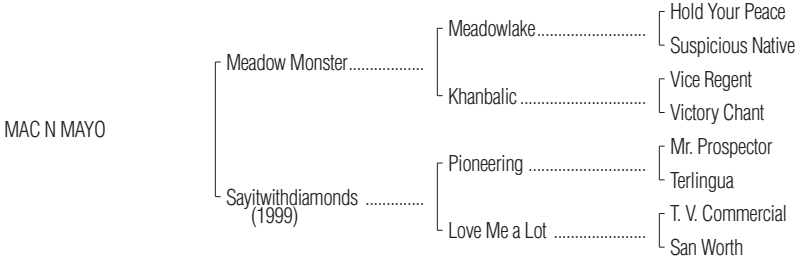 Hold Your Peace
Meadowlake..........................
Suspicious Native
Meadow Monster..................
Vice Regent
Khanbalic ..............................
Victory Chant
MAC N MAYO
Mr. Prospector
Pioneering ............................
Terlingua
Sayitwithdiamonds ..............
(1999)
T. V. Commercial
Love Me a Lot ......................
San Worth